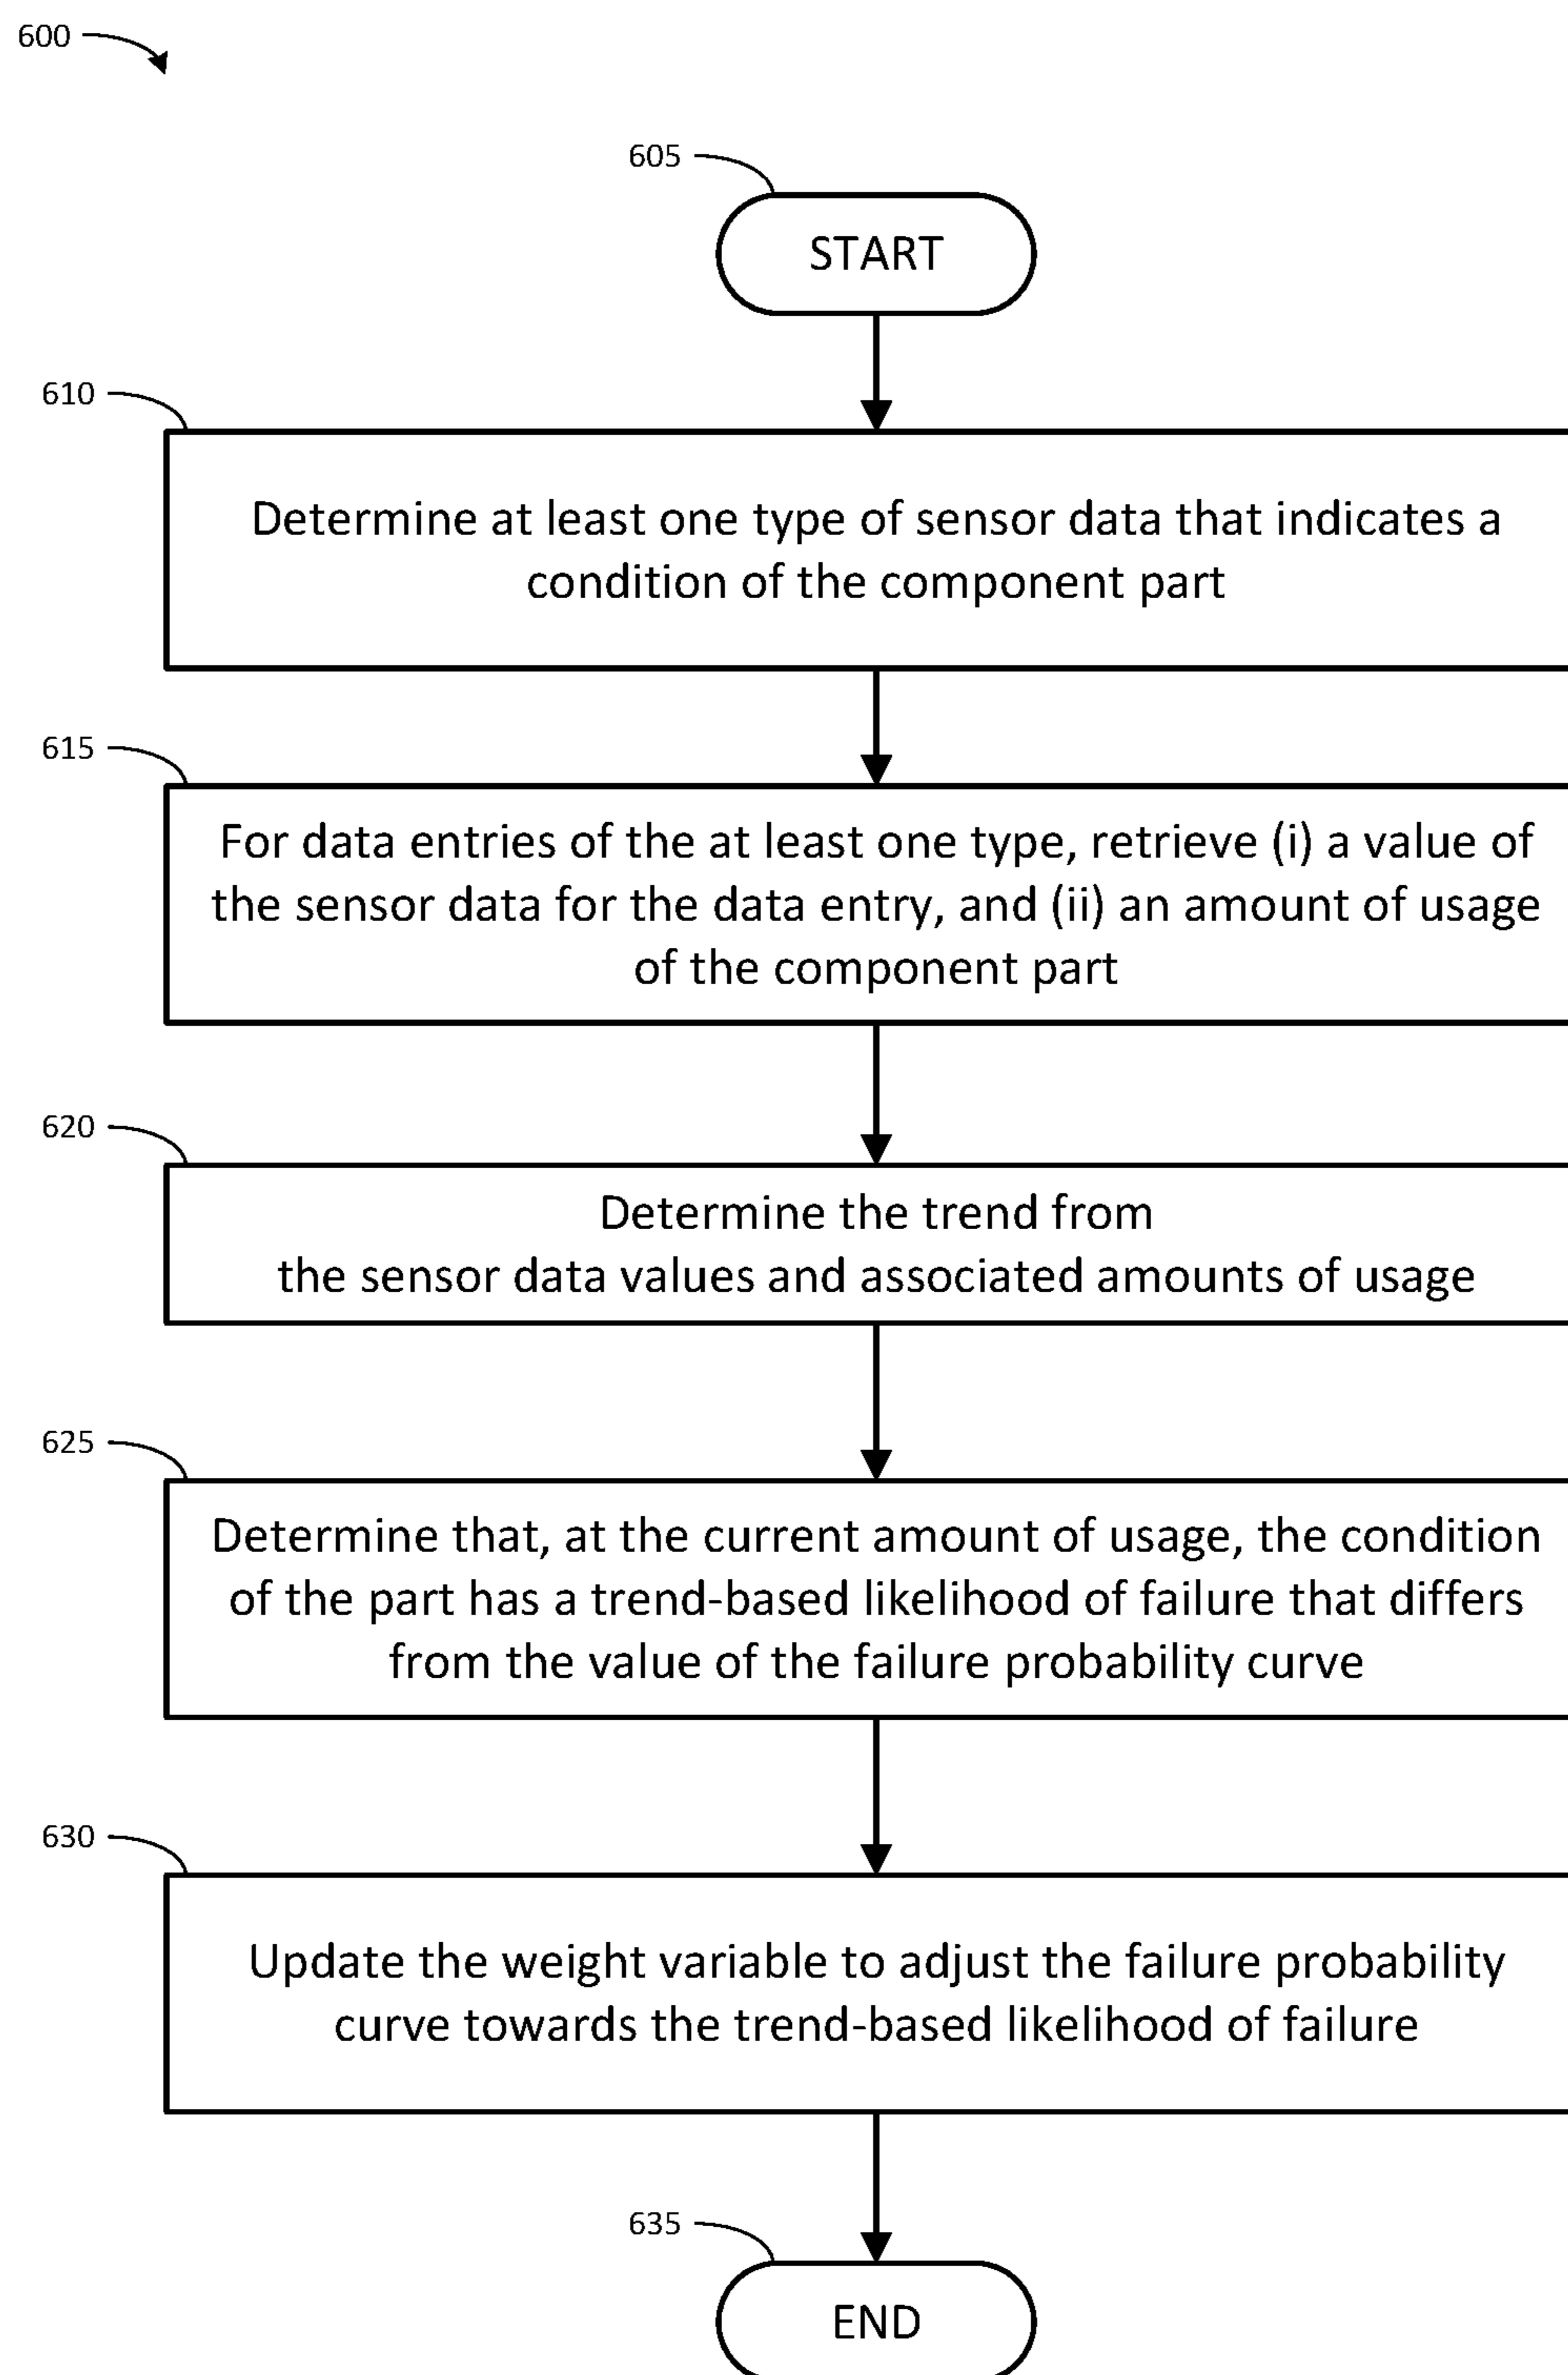 600
605
START
610
Determine at least one type of sensor data that indicates a
condition of the component part
615
For data entries of the at least one type, retrieve (i) a value of
the sensor data for the data entry, and (ii) an amount of usage
of the component part
620
Determine the trend from
the sensor data values and associated amounts of usage
625
Determine that, at the current amount of usage, the condition
of the part has a trend-based likelihood of failure that differs
from the value of the failure probability curve
630
Update the weight variable to adjust the failure probability
curve towards the trend-based likelihood of failure
635
END